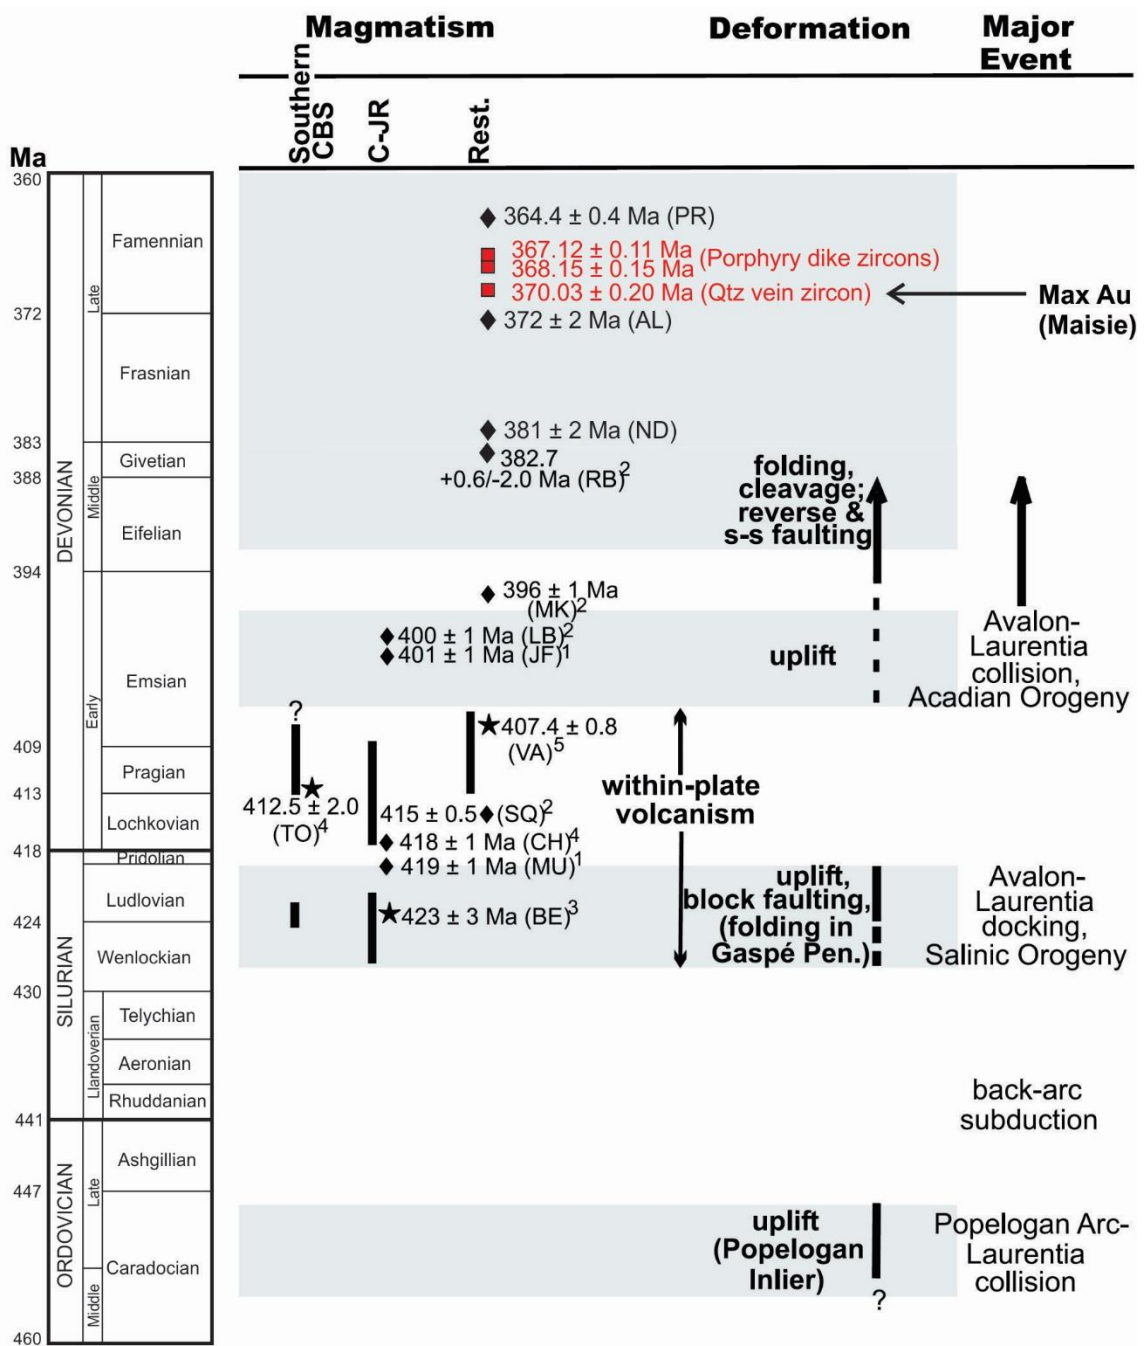 Magmatism
Deformation
Major
Event
Southern
CBS
C-JR
Rest.
Ma
360
372
383
388
394
409
413
418
424
430
441
447
460
DEVONIAN
SILURIAN
ORDOVICIAN
Late
Middle
Early
Llandoverian
Late
Middle
Famennian
Frasnian
Givetian
Eifelian
Emsian
Pragian
Lochkovian
Pridolian
Ludlovian
Wenlockian
Telychian
Aeronian
Rhuddanian
Ashgillian
Caradocian
364.4 ± 0.4 Ma (PR)
367.12 ± 0.11 Ma
368.15 ± 0.15 Ma
(Porphyry dike zircons)
370.03 ± 0.20 Ma (Qtz vein zircon)
Max Au
(Maisie)
372 ± 2 Ma (AL)
381 ± 2 Ma (ND)
382.7
+0.6/-2.0 Ma (RB)2
folding,
cleavage;
reverse &
s-s faulting
396 ± 1 Ma
(MK)2
400 ± 1 Ma (LB)2
401 ± 1 Ma (JF)1
uplift
Avalon-
Laurentia
collision,
Acadian Orogeny
?
407.4 ± 0.8
(VA)5
412.5 ± 2.0
(TO)4
415 ± 0.5 (SQ)2
418 ± 1 Ma (CH)4
419 ± 1 Ma (MU)1
423 ± 3 Ma (BE)3
within-plate
volcanism
uplift,
block faulting,
(folding in
Gaspé Pen.)
Avalon-
Laurentia
docking,
Salinic Orogeny
back-arc
subduction
uplift
(Popelogan
Inlier)
?
Popelogan Arc-
Laurentia
collision